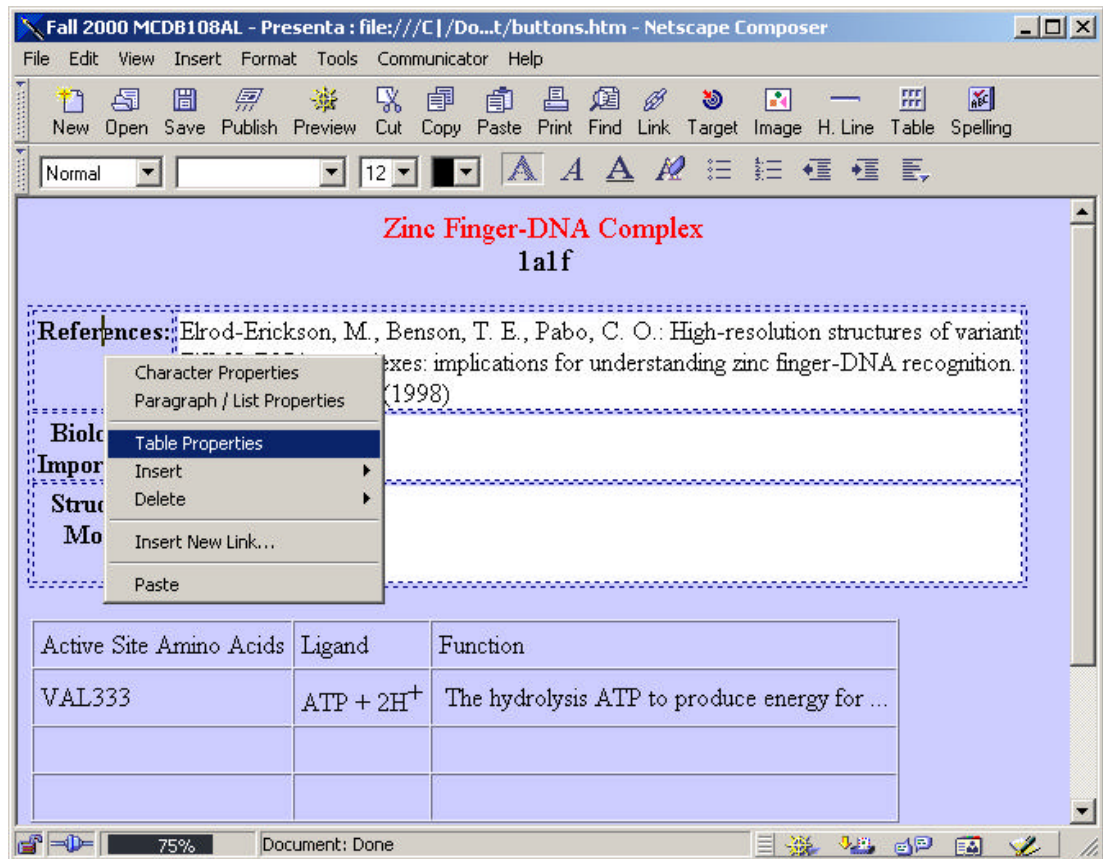 Fall 2000 MCDB108AL - Presenta : file:///C|/Do...t/buttons.htm - Netscape Composer
File Edit View Insert Format Tools Communicator Help
New Open Save Publish Preview Cut Copy Paste Print Find Link Target Image H. Line Table Spelling
Normal 12
Zinc Finger-DNA Complex
1a1f
References: Elrod-Erickson, M., Benson, T. E., Pabo, C. O.: High-resolution structures of variant
implications for understanding zinc finger-DNA recognition.
(1998)
Character Properties
Paragraph / List Properties
Table Properties
Insert
Delete
Insert New Link...
Paste
Active Site Amino Acids Ligand Function
VAL333 ATP + 2H+ The hydrolysis ATP to produce energy for ...
75% Document: Done